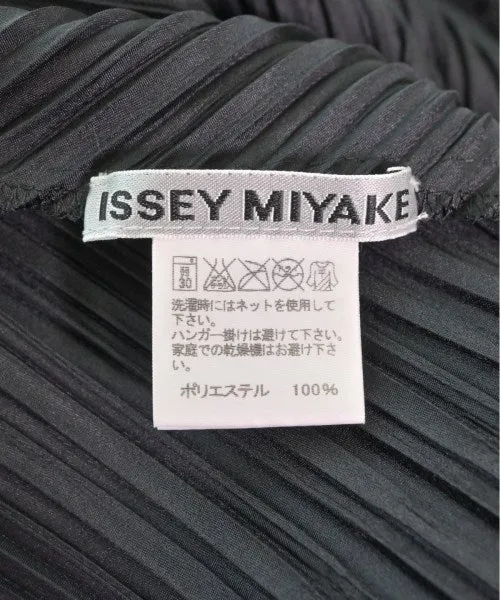 ISSEY MIYAKE
弱
30
洗濯時にはネットを使用して
下さい。
ハンガー掛けは避けて下さい。
家庭での乾燥機はお避け下さ
い。
ポリエステル 100%